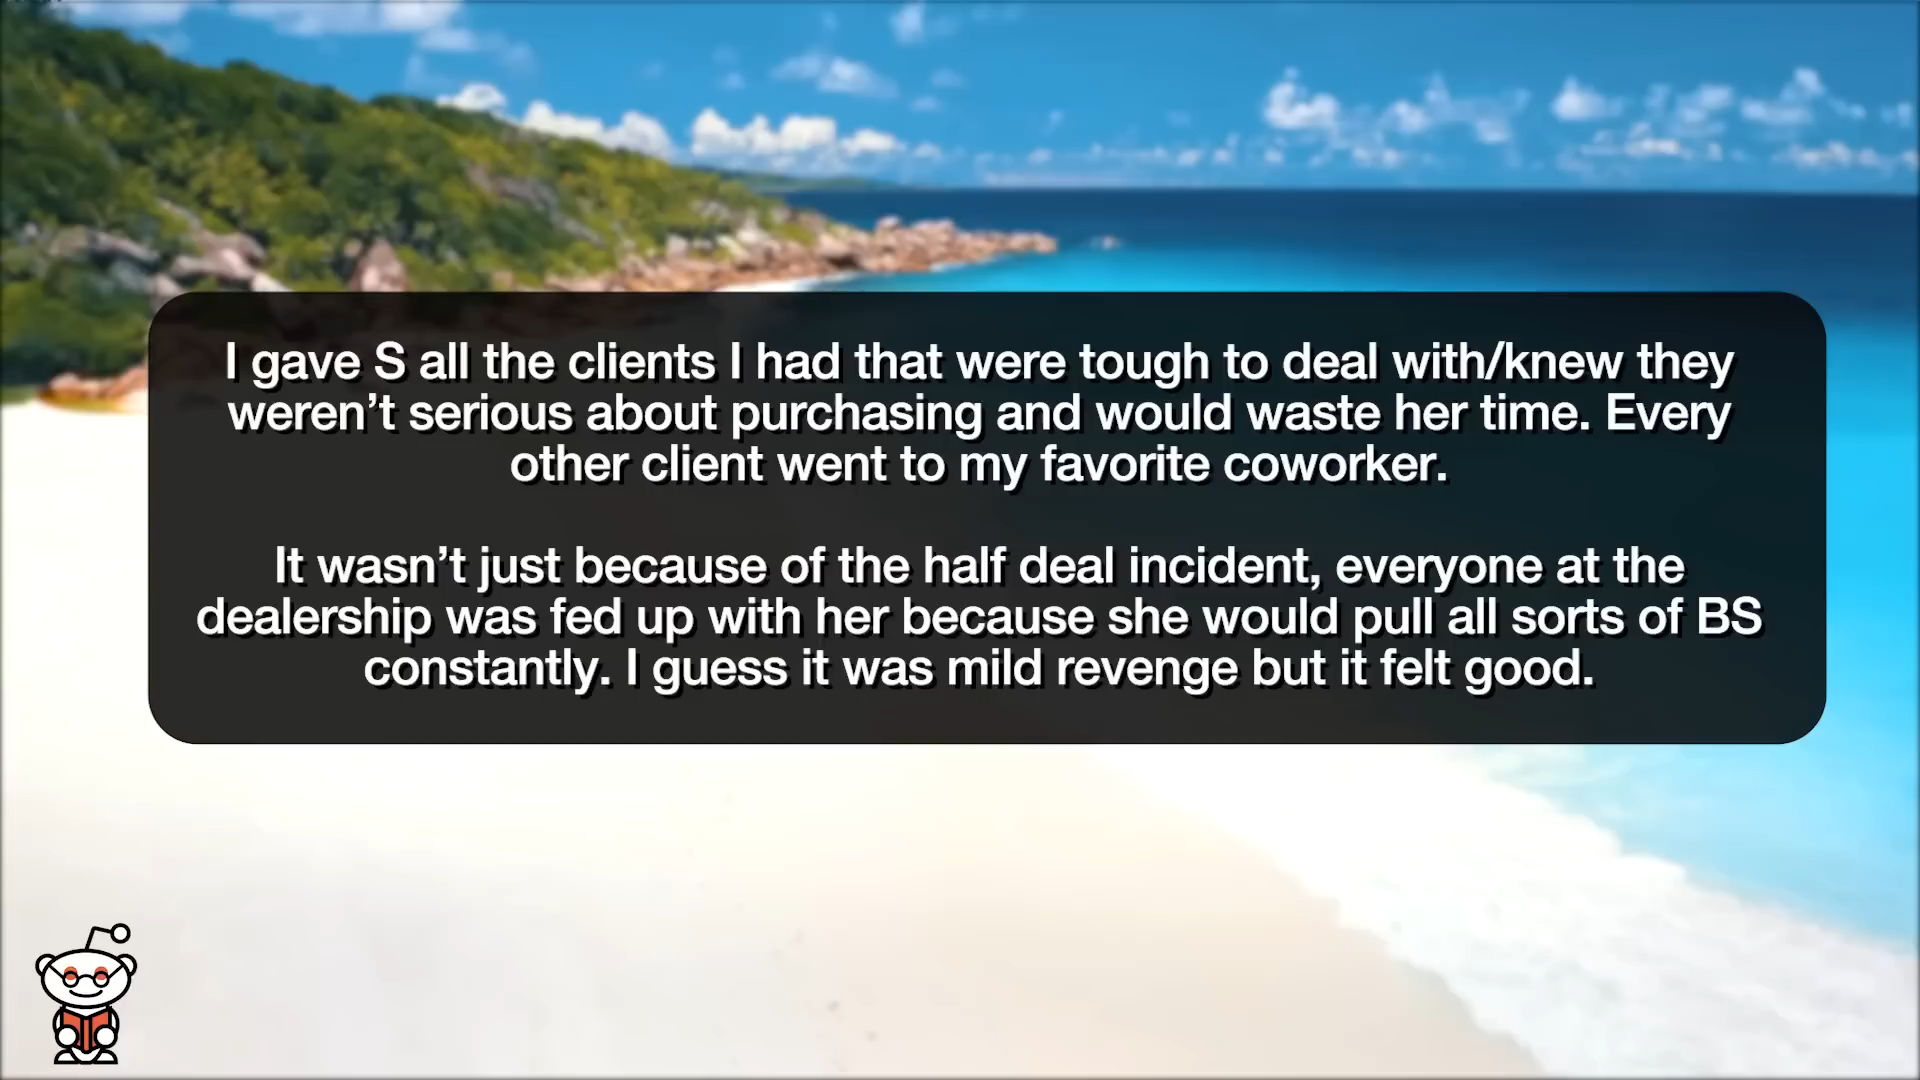 I gave S all the clients I had that were tough to deal with/knew they
weren’t serious about purchasing and would waste her time. Every
other client went to my favorite coworker.
It wasn’t just because of the half deal incident, everyone at the
dealership was fed up with her because she would pull all sorts of BS
constantly. I guess it was mild revenge but it felt good.